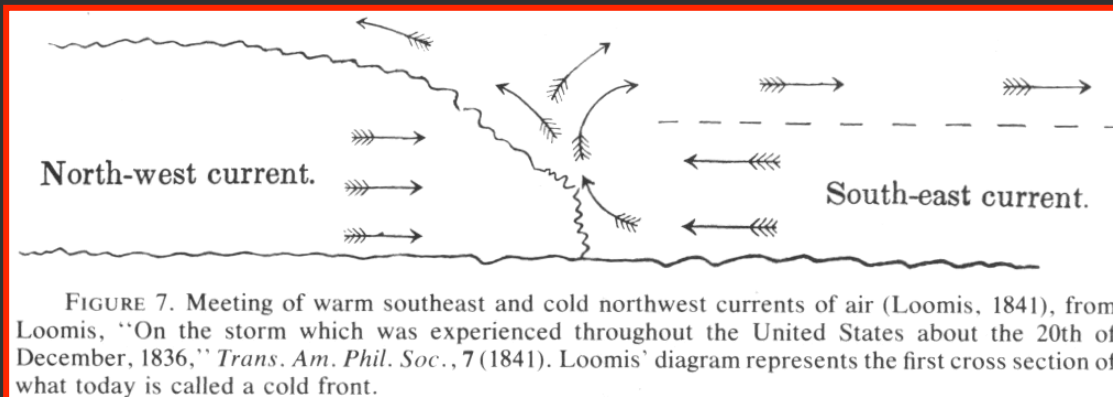 North-west current.
South-east current.
FIGURE 7. Meeting of warm southeast and cold northwest currents of air (Loomis, 1841), from
Loomis, “On the storm which was experienced throughout the United States about the 20th of
December, 1836,” Trans. Am. Phil. Soc., 7 (1841). Loomis’ diagram represents the first cross section of
what today is called a cold front.